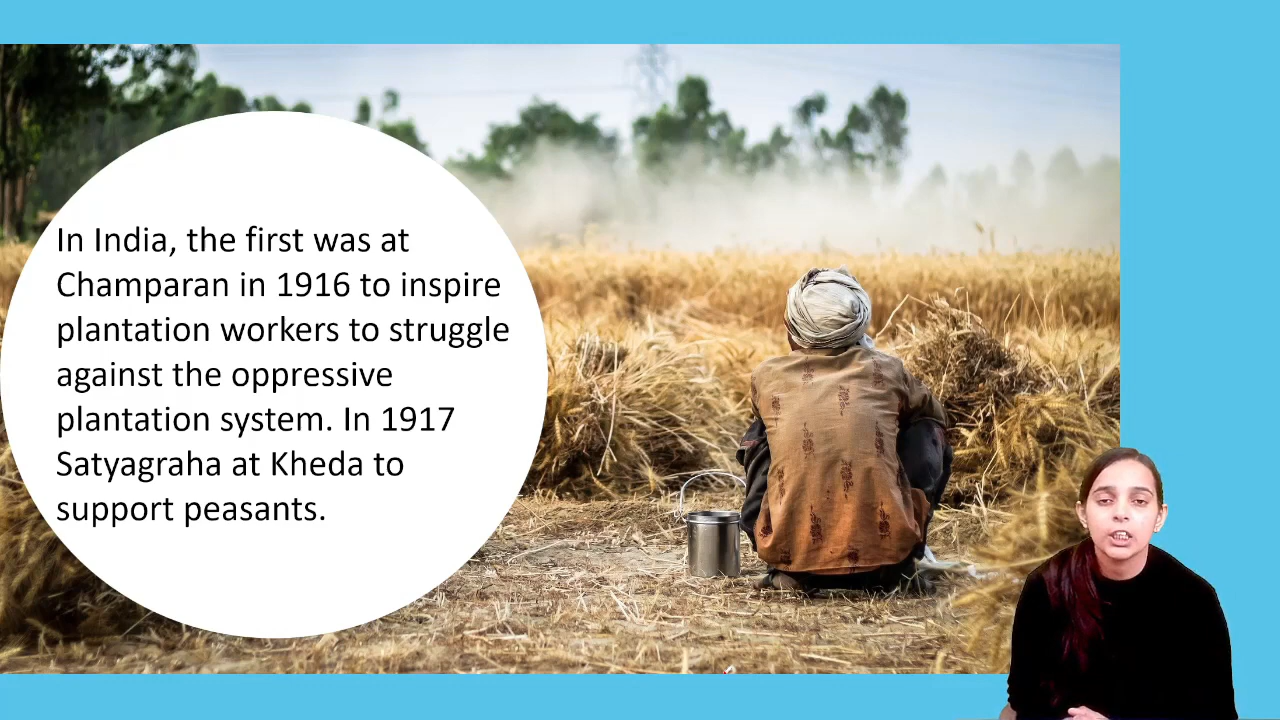 In India, the first was at
Champaran in 1916 to inspire
plantation workers to struggle
against the oppressive
plantation system. In 1917
Satyagraha at Kheda to
support peasants.